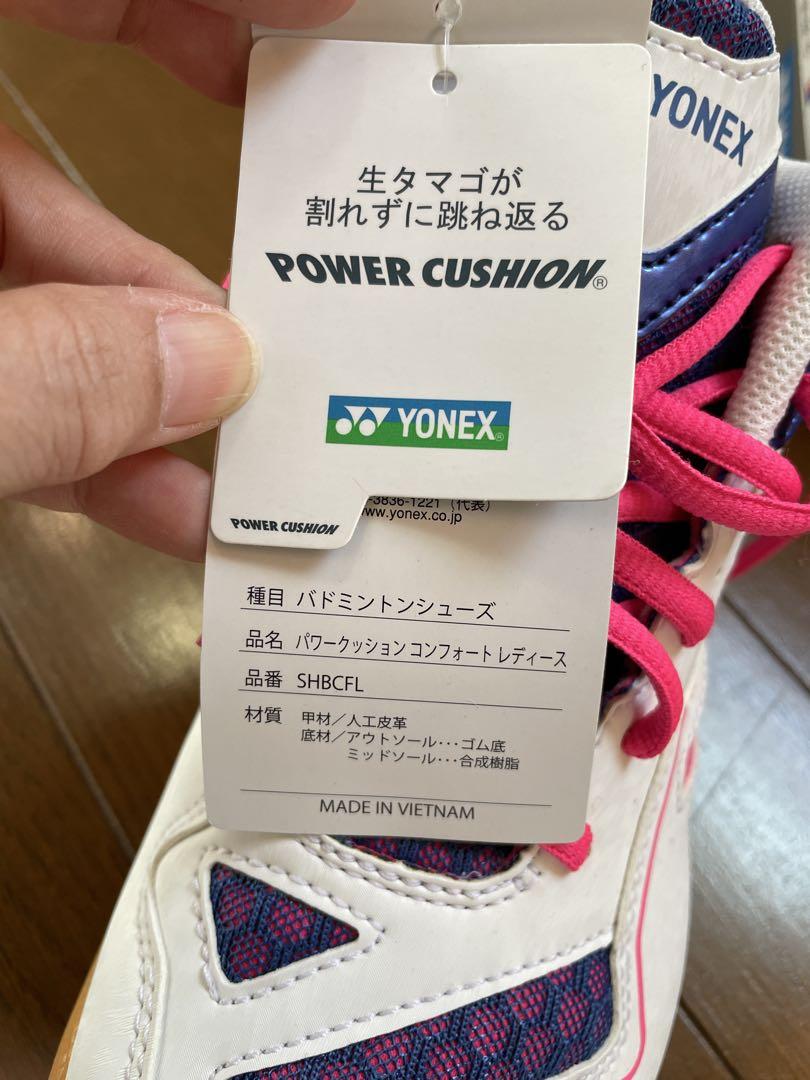 YONEX
生タマゴが
割れずに跳ね返る
POWER CUSHION®
YONEX®
POWER CUSHION
-3836-1221（代表）
www.yonex.co.jp
種目 バドミントンシューズ
品名 パワークッション コンフォート レディース
品番 SHBCFL
材質 甲材／人工皮革
底材／アウトソール･･･ゴム底
ミッドソール･･･合成樹脂
MADE IN VIETNAM